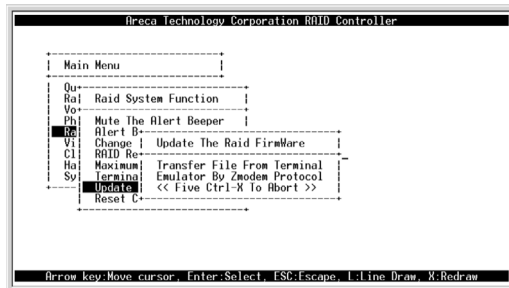 Areca Technology Corporation RAID Controller
Main Menu
Qu
Ra Raid System Function
Vo
Ph Mute The Alert Beeper
Ra Alert B
Vi Change Update The Raid FirmWare
Cl RAID Re
Ha Maximum Transfer File From Terminal
Sy Termina Emulator By Zmodem Protocol
Update << Five Ctrl-X To Abort >>
Reset C
Arrow key:Move cursor, Enter:Select, ESC:Escape, L:Line Draw, X:Redraw